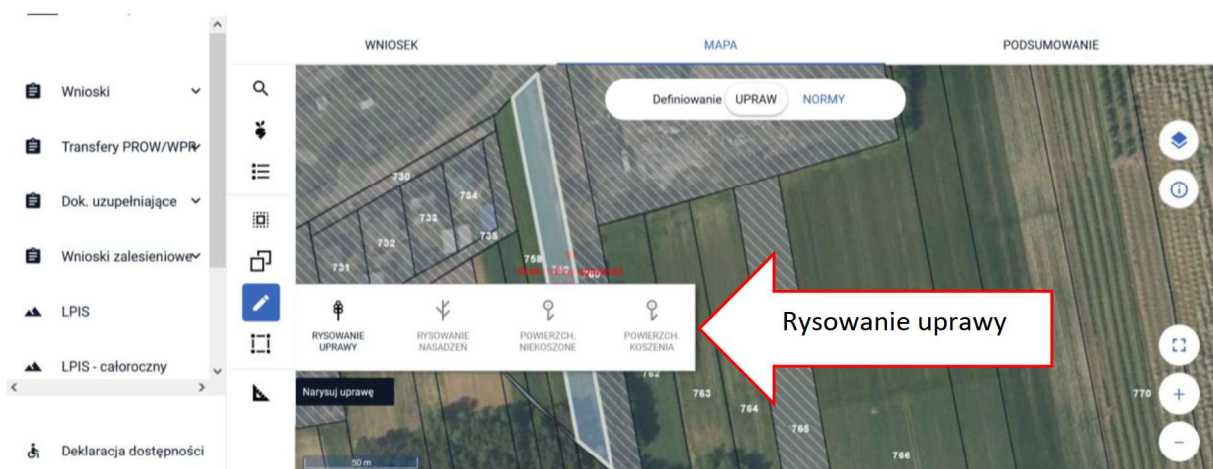 WNIOSEK
MAPA
PODSUMOWANIE
Wnioski
Transfery PROW/WPR
Dok. uzupełniające
Wnioski zalesieniowe
LPIS
LPIS - całoroczny
Deklaracja dostępności
Definiowanie UPRAW NORMY
730
734
733
735
732
731
758
760
RYSOWANIE
UPRAWY
RYSOWANIE
NASADZEŃ
POWIERZCH.
NIEKOSZONE
POWIERZCH.
KOSZENIA
Narysuj uprawę
Rysowanie uprawy
762
763
764
765
766
770
50 m